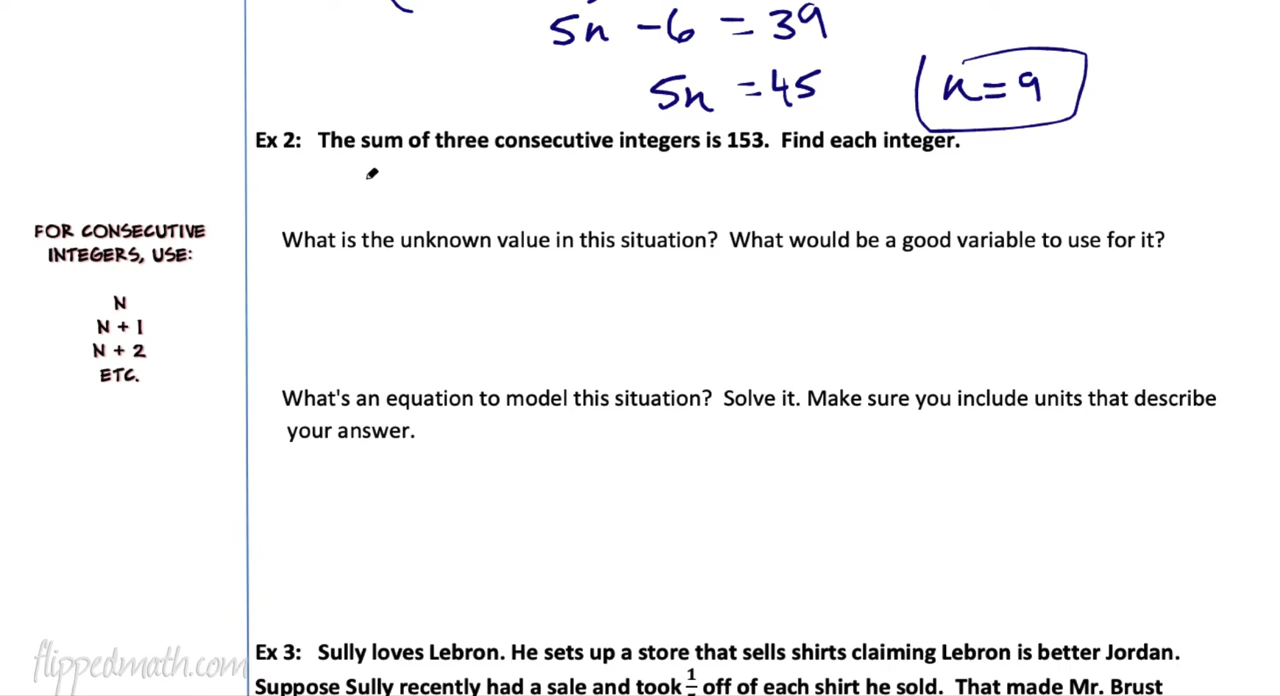 5n - 6 = 39
5n = 45
n = 9
Ex 2: The sum of three consecutive integers is 153. Find each integer.
FOR CONSECUTIVE
INTEGERS, USE:
N
N + 1
N + 2
ETC.
What is the unknown value in this situation? What would be a good variable to use for it?
What's an equation to model this situation? Solve it. Make sure you include units that describe
your answer.
flippedmath.com
Ex 3: Sully loves Lebron. He sets up a store that sells shirts claiming Lebron is better Jordan.
Suppose Sully recently had a sale and took 1/ off of each shirt he sold. That made Mr. Brust